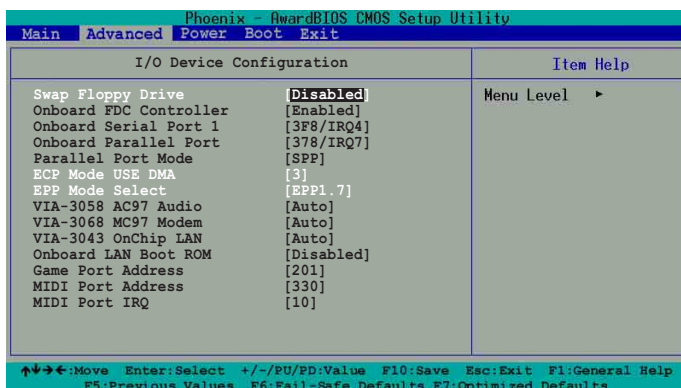 Phoenix - AwardBIOS CMOS Setup Utility
Main Advanced Power Boot Exit
I/O Device Configuration
Item Help
Swap Floppy Drive [Disabled]
Menu Level ►
Onboard FDC Controller [Enabled]
Onboard Serial Port 1 [3F8/IRQ4]
Onboard Parallel Port [378/IRQ7]
Parallel Port Mode [SPP]
ECP Mode USE DMA [3]
EPP Mode Select [EPP1.7]
VIA-3058 AC97 Audio [Auto]
VIA-3068 MC97 Modem [Auto]
VIA-3043 OnChip LAN [Auto]
Onboard LAN Boot ROM [Disabled]
Game Port Address [201]
MIDI Port Address [330]
MIDI Port IRQ [10]
↑↓→←:Move Enter:Select +/-/PU/PD:Value F10:Save Esc:Exit F1:General Help
F5:Previous Values F6:Fail-Safe Defaults F7:Optimized Defaults